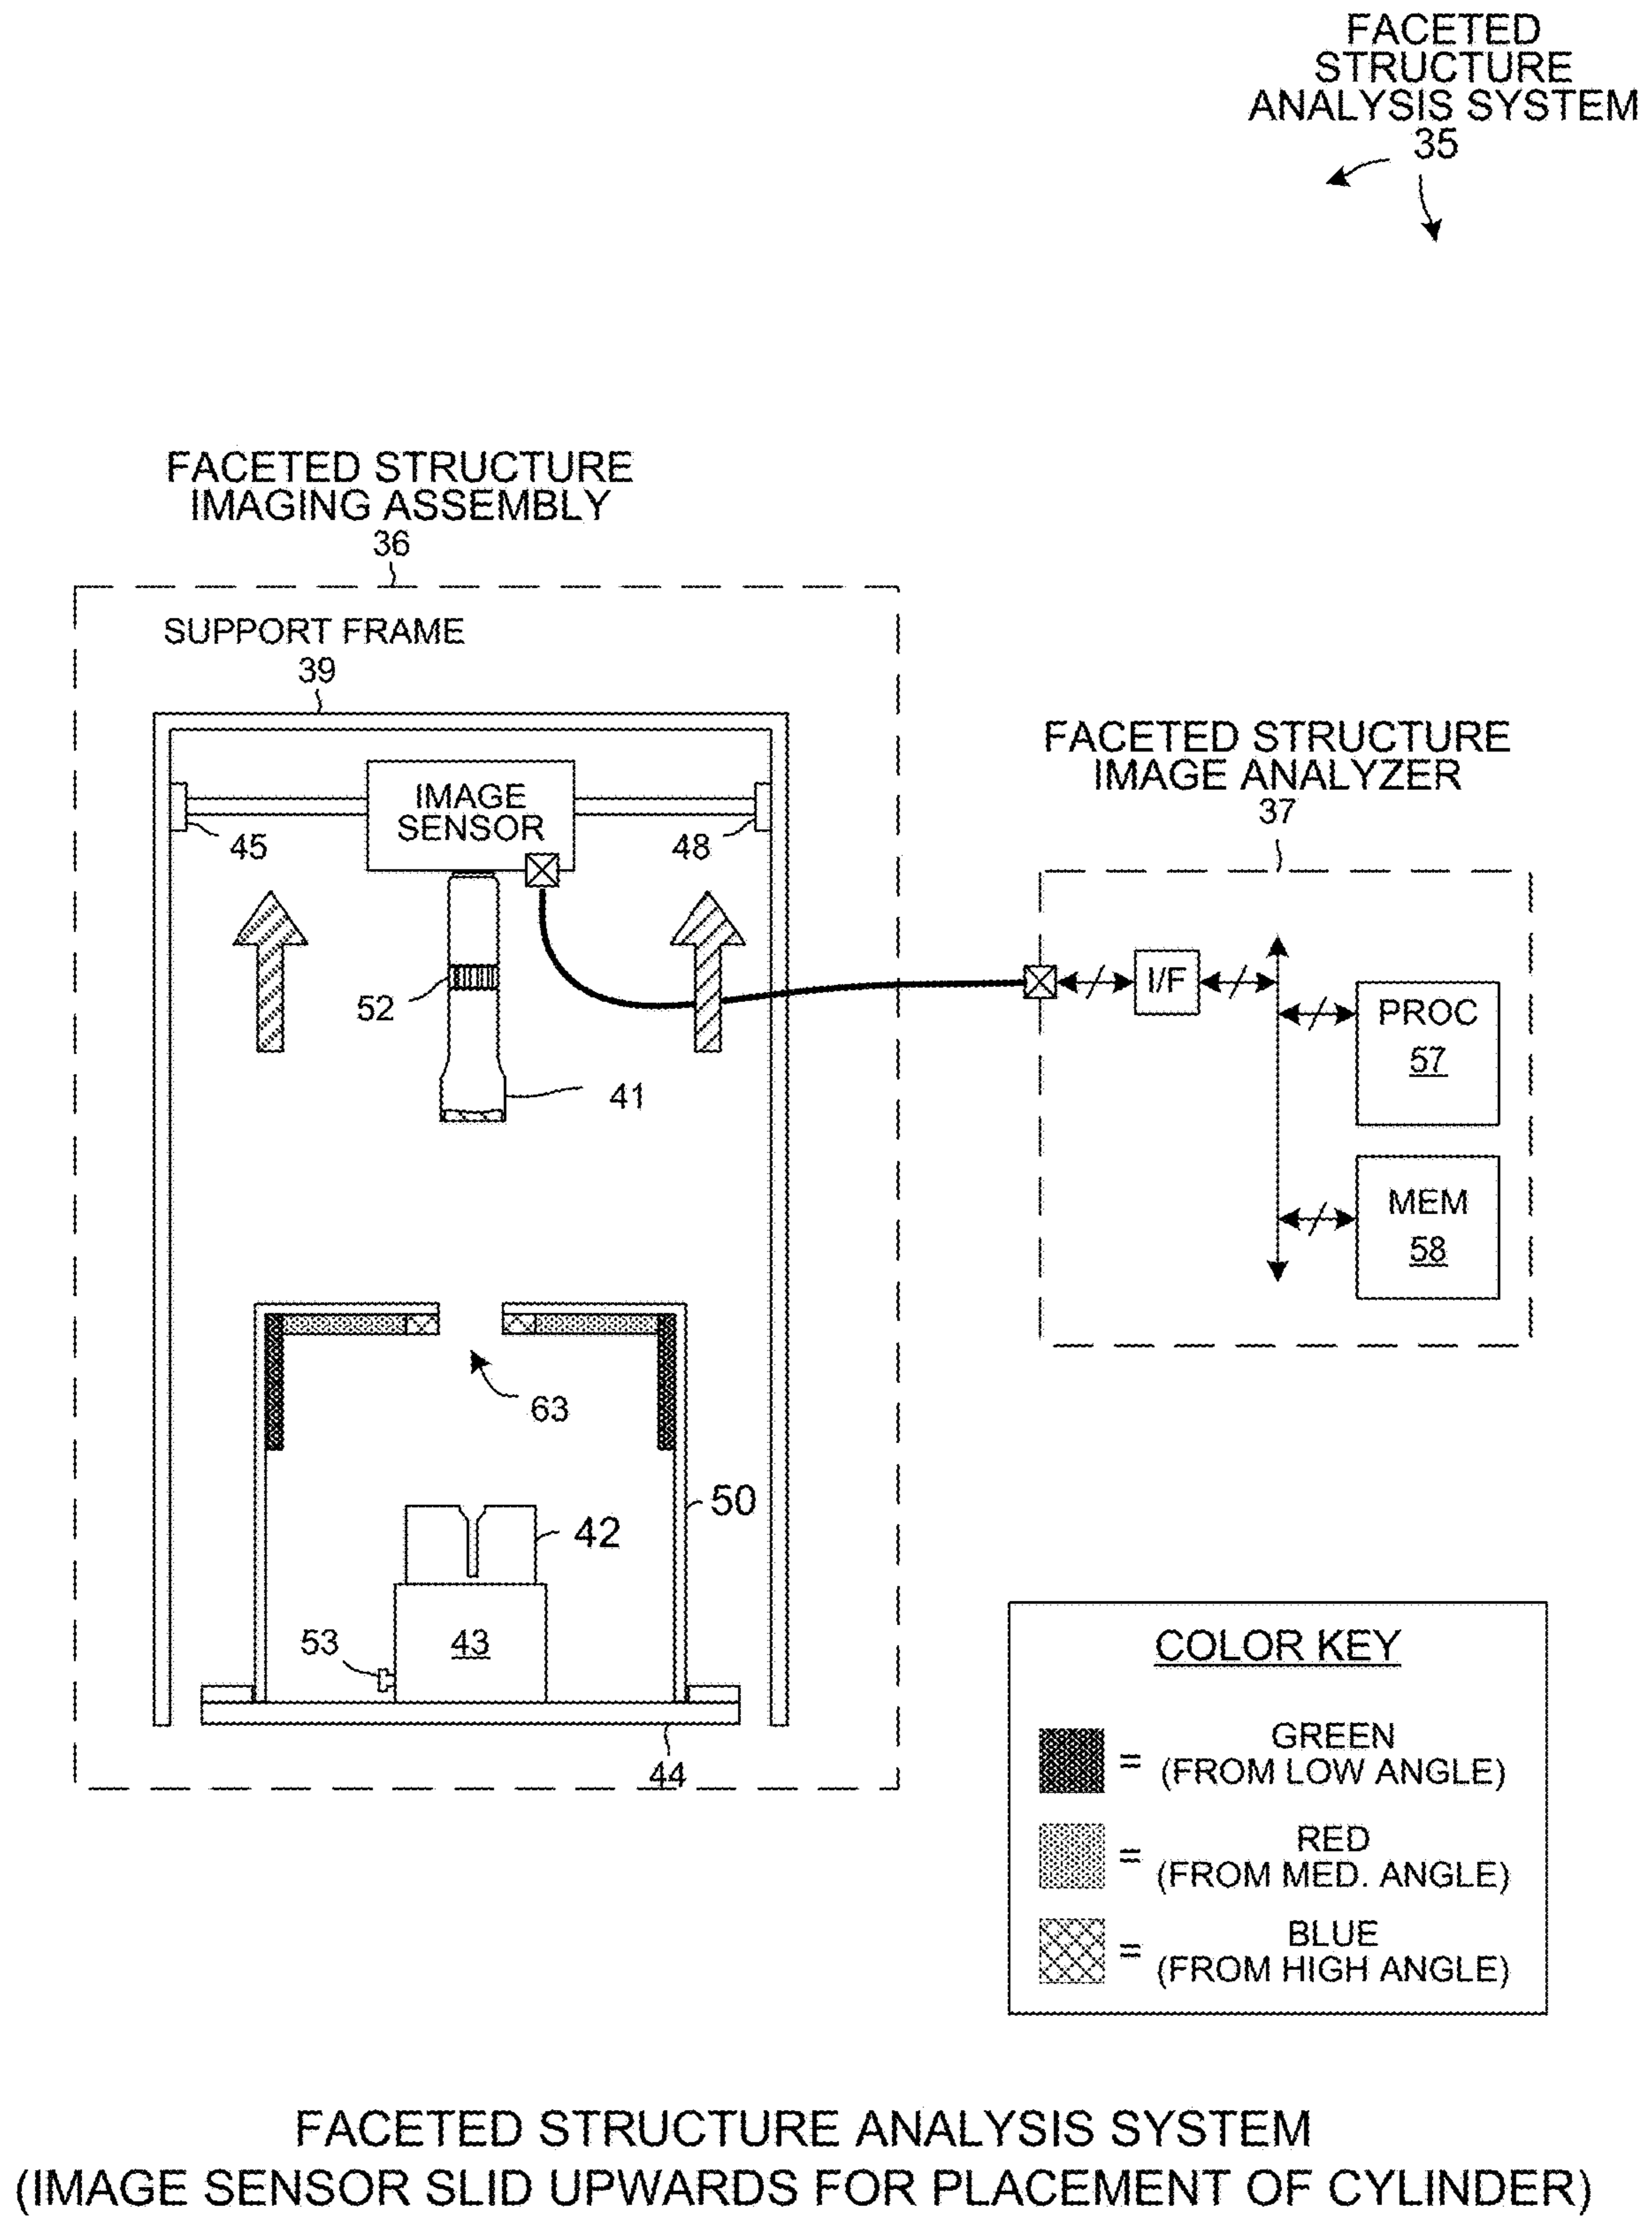 FACETED
STRUCTURE
ANALYSIS SYSTEM
35
FACETED STRUCTURE
IMAGING ASSEMBLY
36
SUPPORT FRAME
39
IMAGE
SENSOR
45
48
52
41
63
50
42
43
53
44
FACETED STRUCTURE
IMAGE ANALYZER
37
I/F
PROC
57
MEM
58
COLOR KEY
= GREEN
(FROM LOW ANGLE)
= RED
(FROM MED. ANGLE)
= BLUE
(FROM HIGH ANGLE)
FACETED STRUCTURE ANALYSIS SYSTEM
(IMAGE SENSOR SLID UPWARDS FOR PLACEMENT OF CYLINDER)